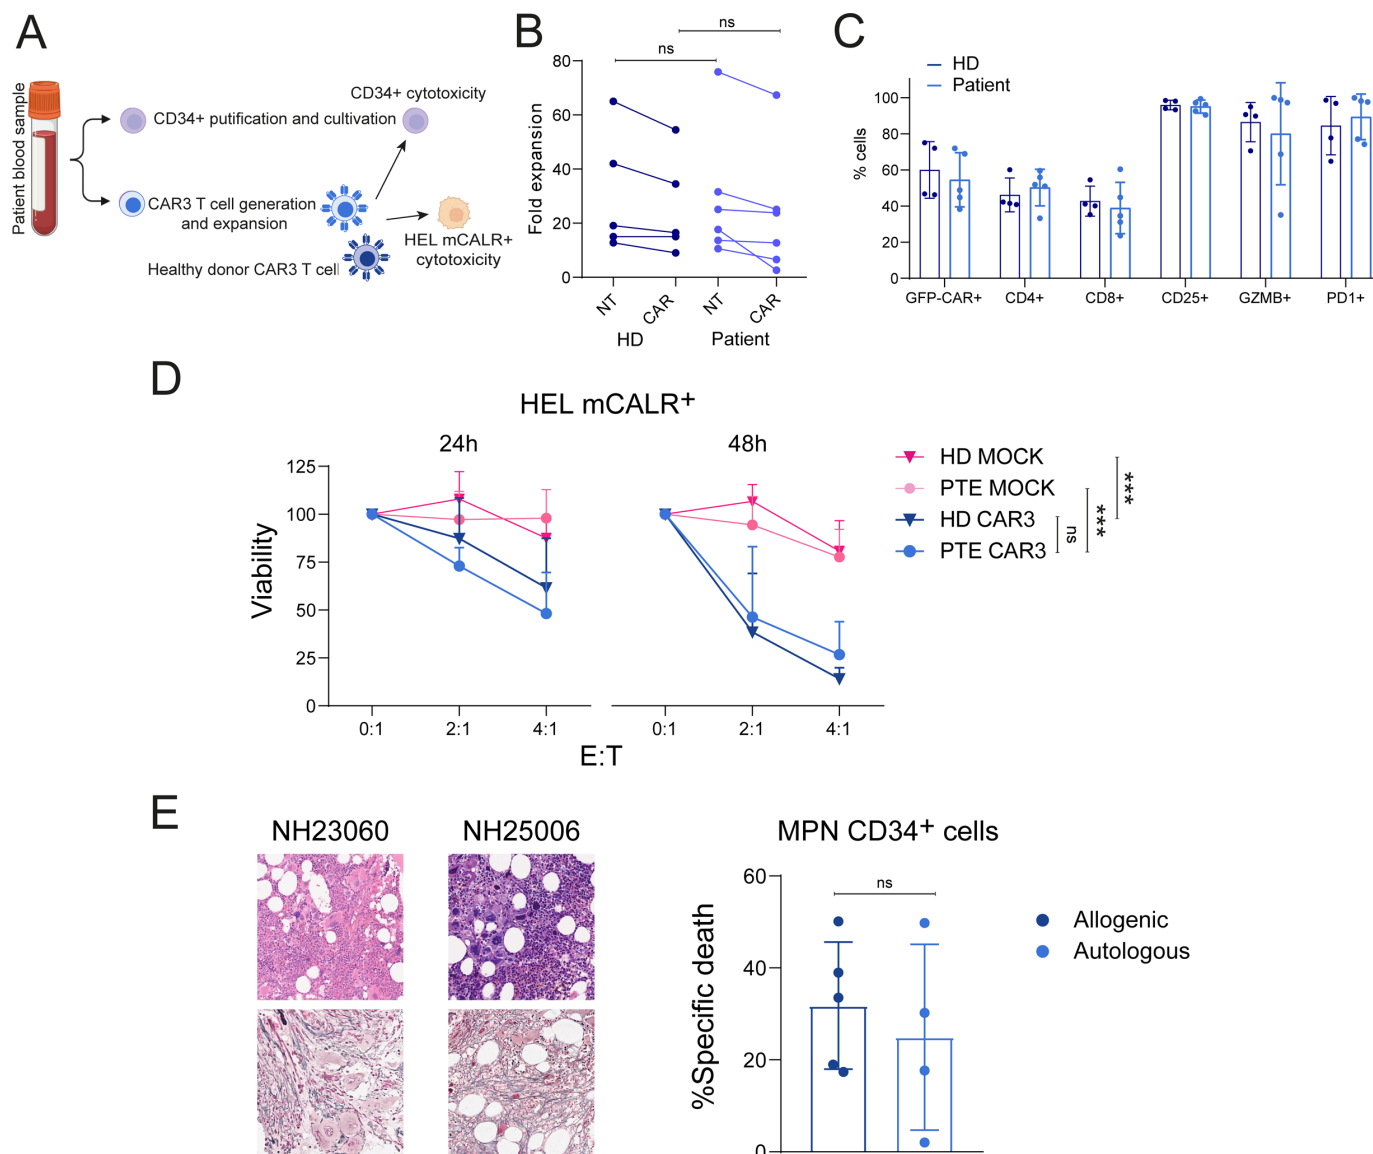 A
Patient blood sample
CD34+ cytotoxicity
CD34+ putification and cultivation
CAR3 T cell generation
and expansion
HEL mCALR+
cytotoxicity
Healthy donor CAR3 T cell
B
ns
ns
Fold expansion
80
60
40
20
0
NT
CAR
NT
CAR
HD
Patient
C
HD
Patient
% cells
100
80
60
40
20
0
GFP-CAR+
CD4+
CD8+
CD25+
GZMB+
PD1+
D
HEL mCALR+
24h
48h
Viability
125
100
75
50
25
0
0:1
2:1
4:1
0:1
2:1
4:1
E:T
HD MOCK
PTE MOCK
HD CAR3
PTE CAR3
ns
***
***
E
NH23060
NH25006
MPN CD34+ cells
ns
%Specific death
60
40
20
0
Allogenic
Autologous